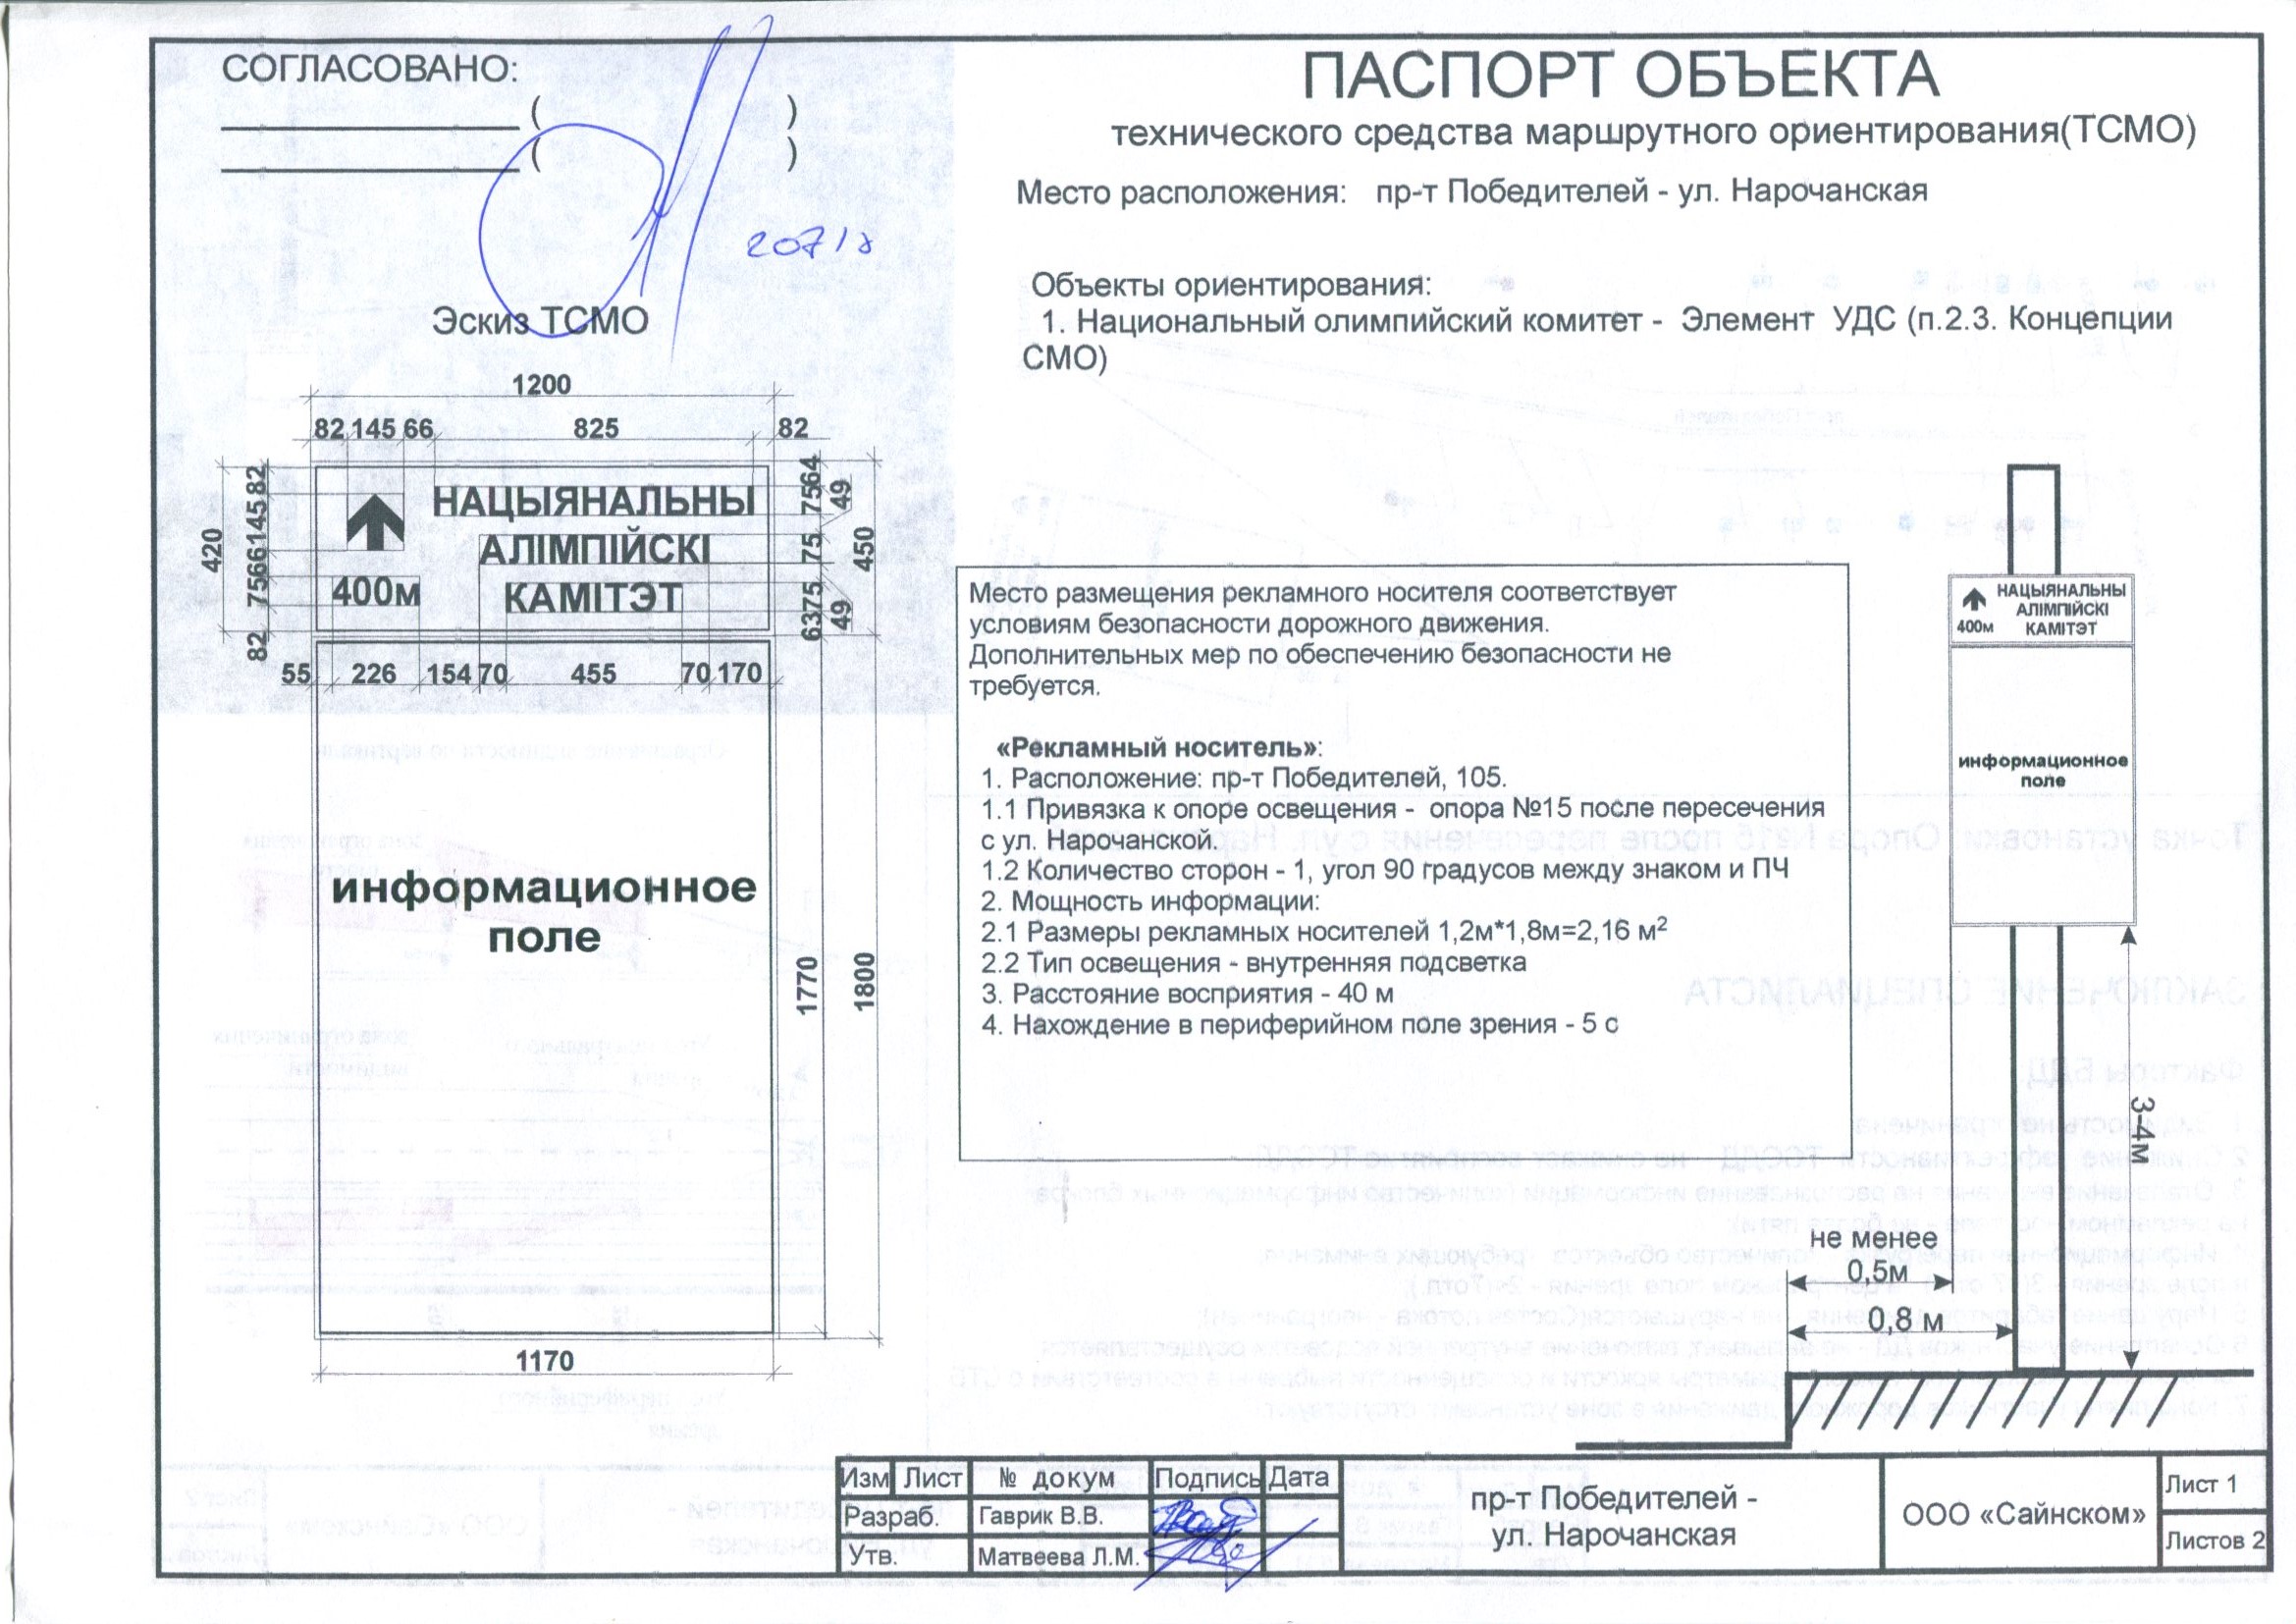 СОГЛАСОВАНО:
( )
( )
Эскиз ТСМО
1200
82 145 66 825 82
420
82 145 66 75 82
НАЦЫЯНАЛЬНЫ
АЛІМПІЙСКІ
КАМІТЭТ
400м
64 75 49 75 49 75 63
450
55 226 154 70 455 70 170
информационное
поле
1770
1800
1170
ПАСПОРТ ОБЪЕКТА
технического средства маршрутного ориентирования(ТСМО)
Место расположения: пр-т Победителей - ул. Нарочанская
Объекты ориентирования:
1. Национальный олимпийский комитет - Элемент УДС (п.2.3. Концепции
СМО)
Место размещения рекламного носителя соответствует
условиям безопасности дорожного движения.
Дополнительных мер по обеспечению безопасности не
требуется.
«Рекламный носитель»:
1. Расположение: пр-т Победителей, 105.
1.1 Привязка к опоре освещения - опора №15 после пересечения
с ул. Нарочанской.
1.2 Количество сторон - 1, угол 90 градусов между знаком и ПЧ
2. Мощность информации:
2.1 Размеры рекламных носителей 1,2м*1,8м=2,16 м²
2.2 Тип освещения - внутренняя подсветка
3. Расстояние восприятия - 40 м
4. Нахождение в периферийном поле зрения - 5 с
НАЦЫЯНАЛЬНЫ
АЛІМПІЙСКІ
400м КАМІТЭТ
информационное
поле
3-4м
не менее
0,5м
0,8 м
Изм Лист № докум Подпись Дата
Разраб. Гаврик В.В.
Утв. Матвеева Л.М.
пр-т Победителей -
ул. Нарочанская
ООО «Сайнском»
Лист 1
Листов 2